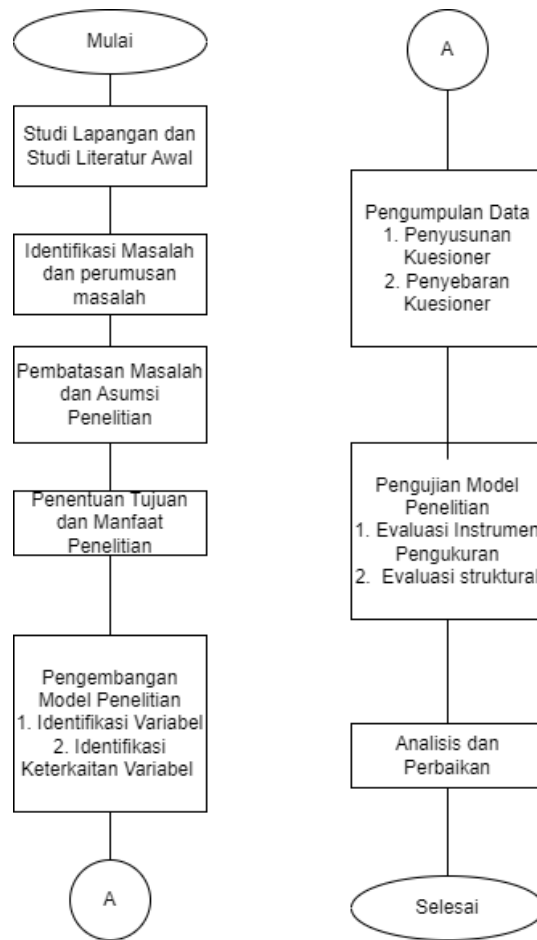 Mulai
Studi Lapangan dan
Studi Literatur Awal
Identifikasi Masalah
dan perumusan
masalah
Pembatasan Masalah
dan Asumsi
Penelitian
Penentuan Tujuan
dan Manfaat
Penelitian
Pengembangan
Model Penelitian
1. Identifikasi Variabel
2. Identifikasi
Keterkaitan Variabel
A
A
Pengumpulan Data
1. Penyusunan
Kuesioner
2. Penyebaran
Kuesioner
Pengujian Model
Penelitian
1. Evaluasi Instrumen
Pengukuran
2. Evaluasi struktural
Analisis dan
Perbaikan
Selesai